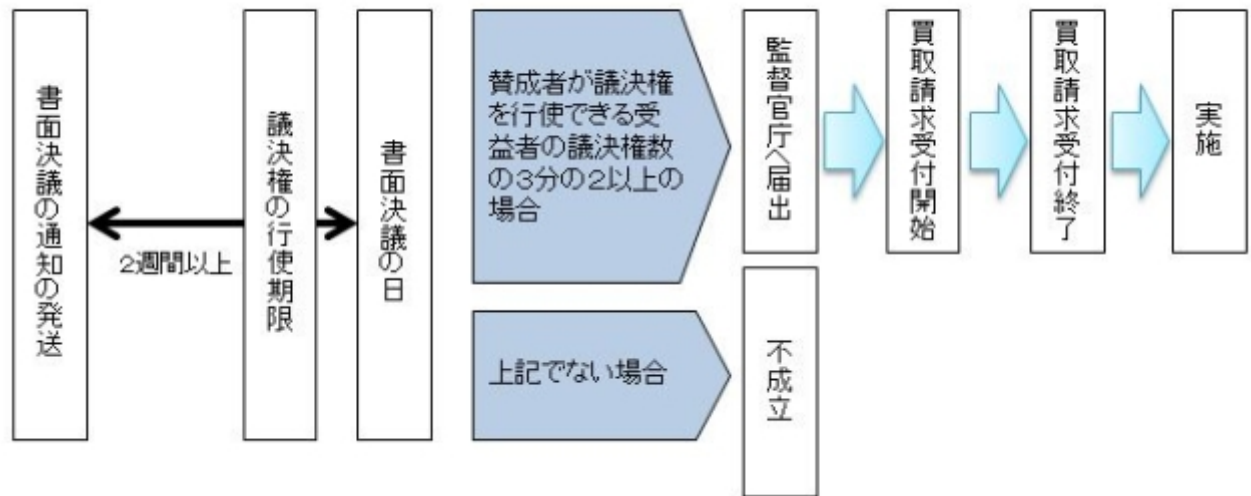 書面決議の通知の発送
2週間以上
議決権の行使期限
書面決議の日
賛成者が議決権
を行使できる受
益者の議決権数
の3分の2以上の
場合
監督官庁へ届出
買取請求受付開始
買取請求受付終了
実施
上記でない場合
不成立